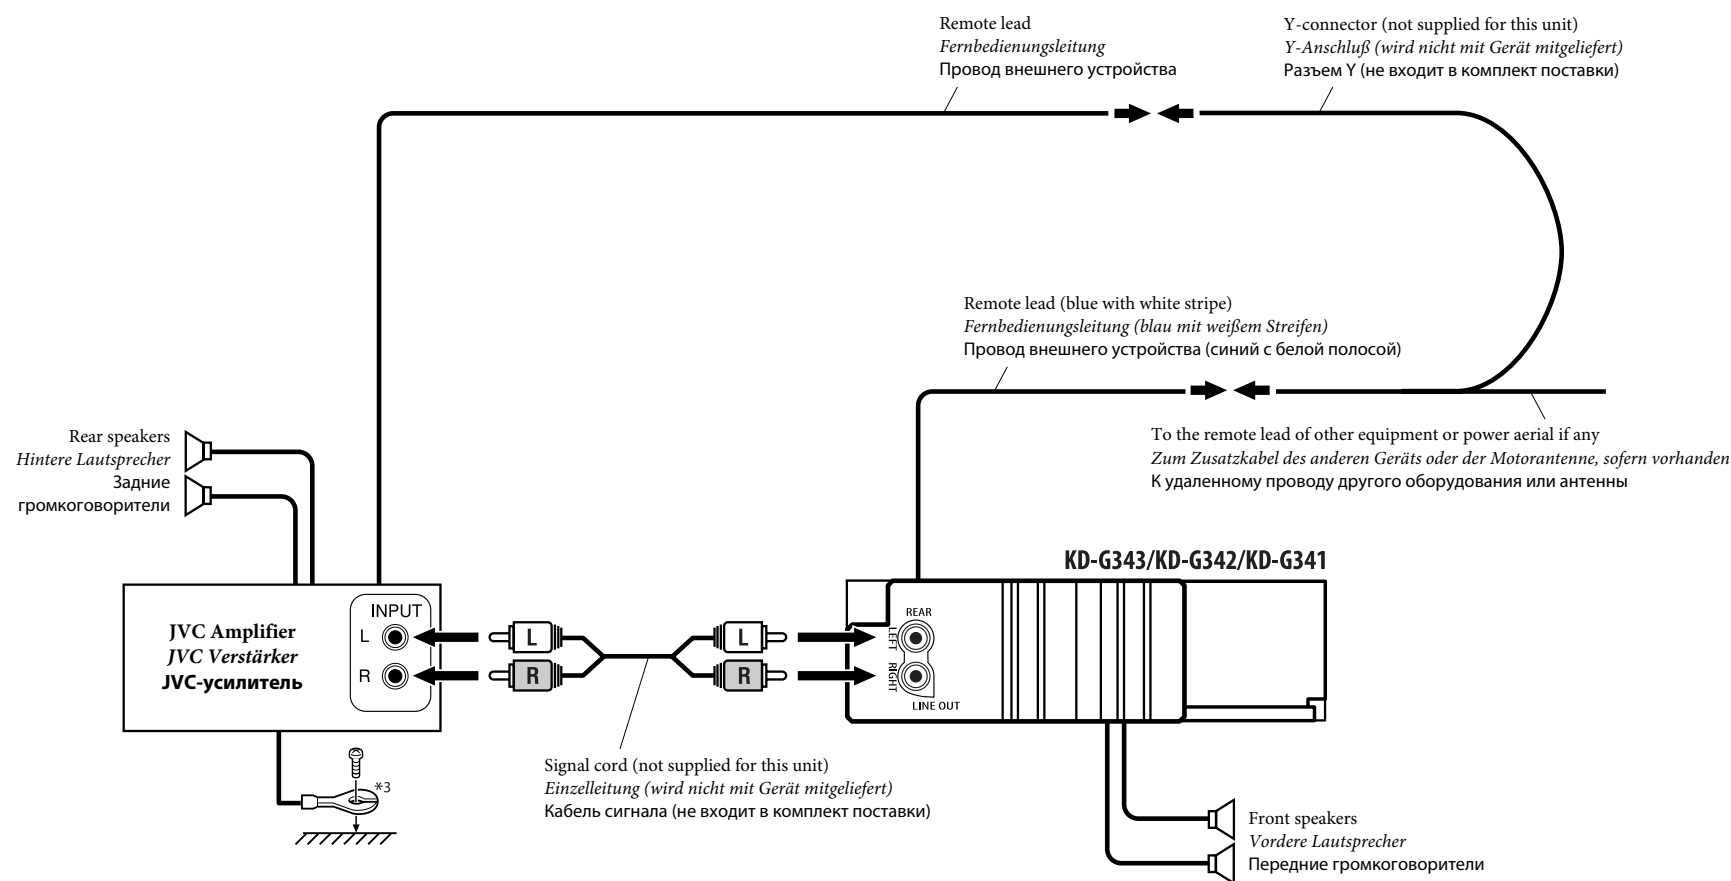 Remote lead
Fernbedienungsleitung
Провод внешнего устройства
Y-connector (not supplied for this unit)
Y-Anschluß (wird nicht mit Gerät mitgeliefert)
Разъем Y (не входит в комплект поставки)
Remote lead (blue with white stripe)
Fernbedienungsleitung (blau mit weißem Streifen)
Провод внешнего устройства (синий с белой полосой)
Rear speakers
Hintere Lautsprecher
Задние
громкоговорители
To the remote lead of other equipment or power aerial if any
Zum Zusatzkabel des anderen Geräts oder der Motorantenne, sofern vorhanden
К удаленному проводу другого оборудования или антенны
KD-G343/KD-G342/KD-G341
JVC Amplifier
JVC Verstärker
JVC-усилитель
INPUT
L
R
L
R
L
R
REAR
LEFT
RIGHT
LINE OUT
*3
Signal cord (not supplied for this unit)
Einzelleitung (wird nicht mit Gerät mitgeliefert)
Кабель сигнала (не входит в комплект поставки)
Front speakers
Vordere Lautsprecher
Передние громкоговорители